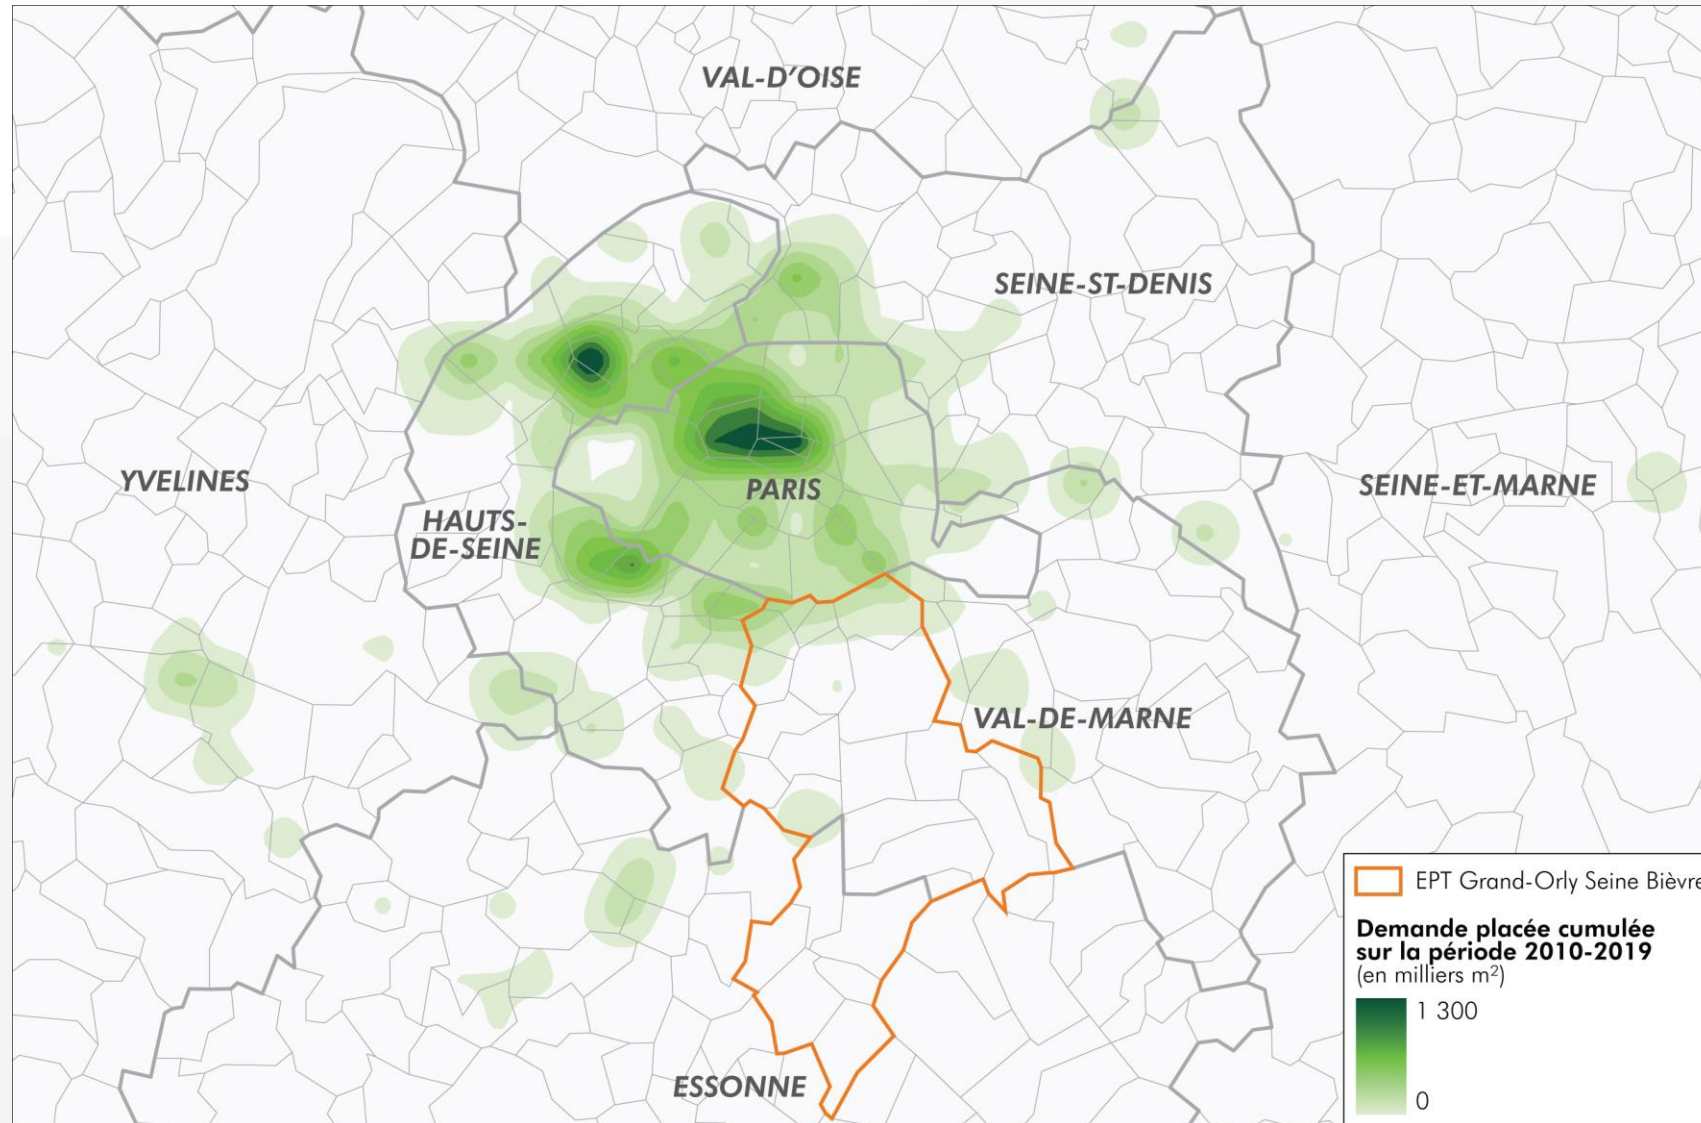 VAL-D'OISE
SEINE-ST-DENIS
YVELINES
PARIS
SEINE-ET-MARNE
HAUTS-
DE-SEINE
VAL-DE-MARNE
ESSONNE
EPT Grand-Orly Seine Bièvre
Demande placée cumulée
sur la période 2010-2019
(en milliers m²)
1 300
0